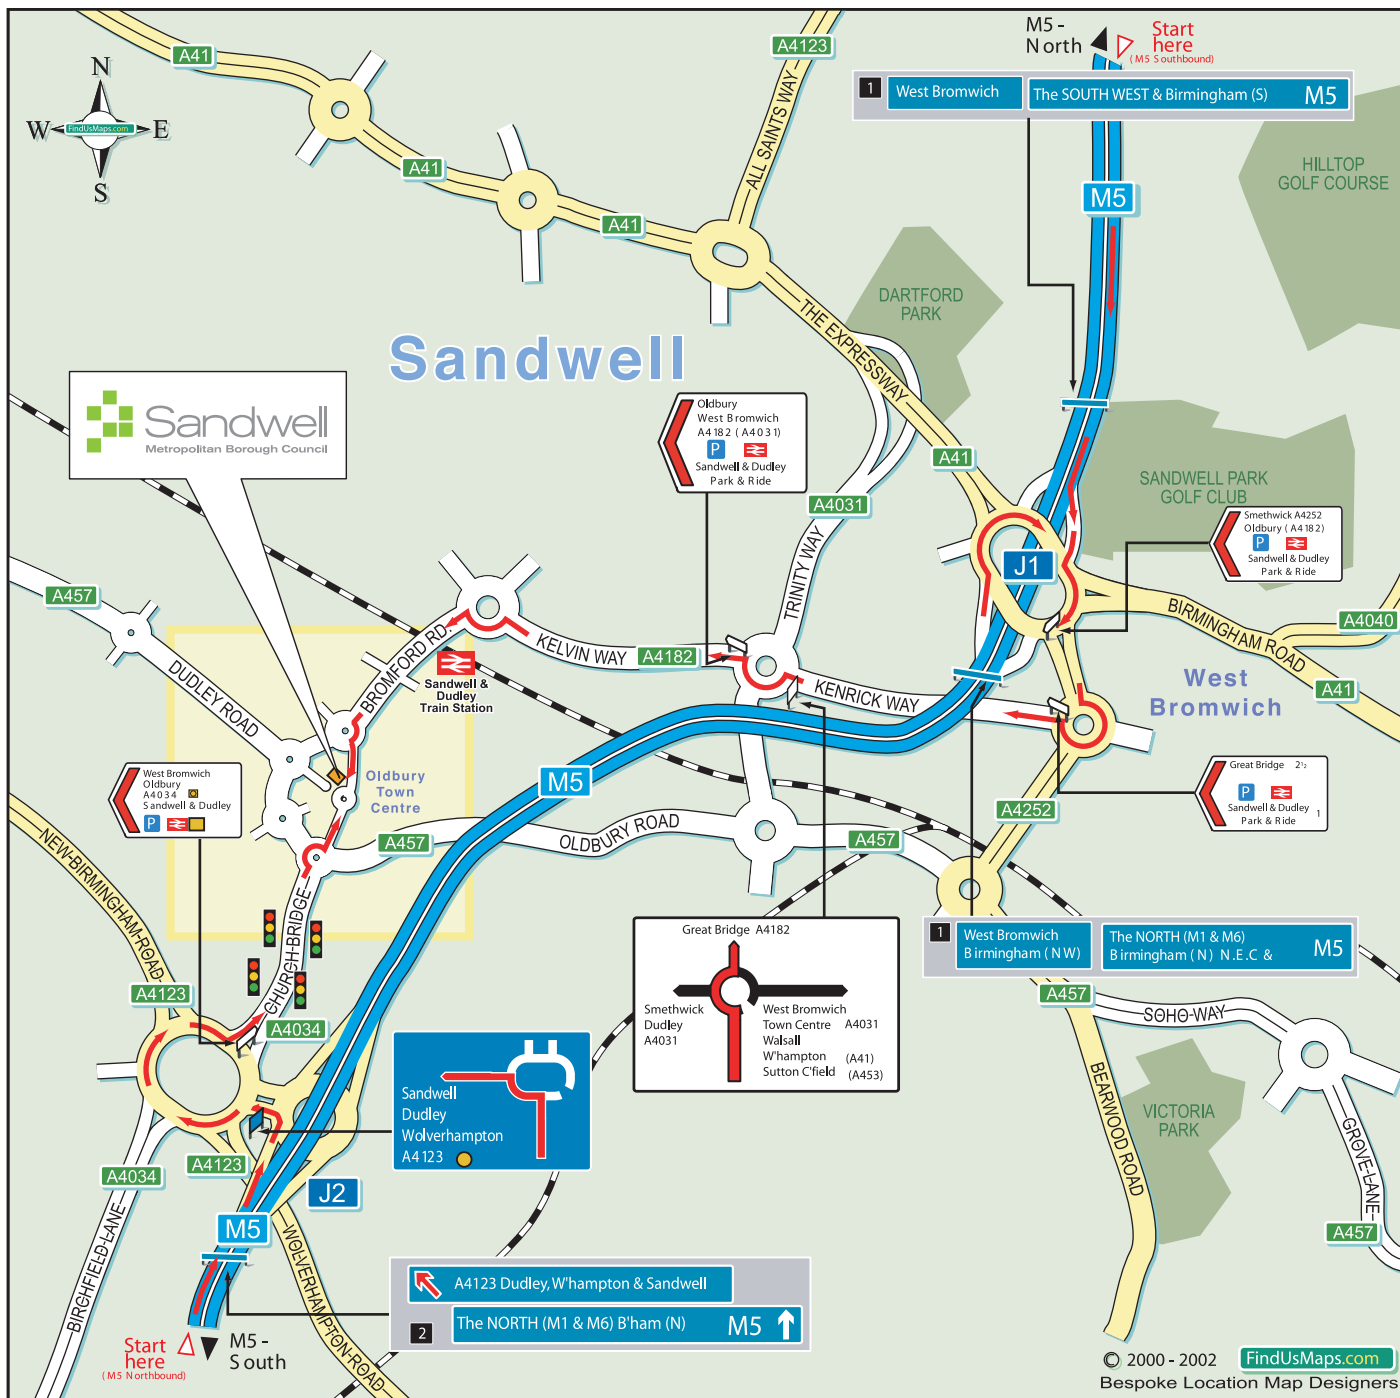 M5 -
North
Start
here
(M5 Southbound)
A4123
A41
N
W
E
S
FindUsMaps.com
1
West Bromwich
The SOUTH WEST & Birmingham (S)
M5
ALL SAINTS WAY
A41
A41
M5
HILLTOP
GOLF COURSE
DARTFORD
PARK
THE EXPRESSWAY
Sandwell
Sandwell
Metropolitan Borough Council
Oldbury
West Bromwich
A4182 (A4031)
P
Sandwell & Dudley
Park & Ride
A41
A4031
SANDWELL PARK
GOLF CLUB
Smethwick A4252
Oldbury (A4182)
P
Sandwell & Dudley
Park & Ride
J1
TRINITY WAY
A457
BIRMINGHAM ROAD
A4040
A41
West
Bromwich
BROMFORD RD.
KELVIN WAY
A4182
KENRICK WAY
DUDLEY ROAD
Sandwell &
Dudley
Train Station
West Bromwich
Oldbury
A4034
Sandwell & Dudley
P
Oldbury
Town
Centre
M5
Great Bridge 2½
P
Sandwell & Dudley
Park & Ride
1
A4252
A457
OLDBURY ROAD
A457
NEW-BIRMINGHAM-ROAD
CHURCH-BRIDGE
A4123
A4034
Great Bridge A4182
Smethwick
Dudley
A4031
West Bromwich
Town Centre A4031
Walsall
W'hampton (A41)
Sutton C'field (A453)
1
West Bromwich
Birmingham (NW)
The NORTH (M1 & M6)
Birmingham (N) N.E.C &
M5
A457
SOHO-WAY
Sandwell
Dudley
Wolverhampton
A4123
BEARWOOD ROAD
VICTORIA
PARK
GROVE-LANE
A457
A4034
A4123
J2
M5
BIRCHFIELD-LANE
WOLVERHAMPTON-ROAD
A4123 Dudley, W'hampton & Sandwell
2
The NORTH (M1 & M6) B'ham (N)
M5
Start
here
(M5 Northbound)
M5 -
South
© 2000 - 2002
FindUsMaps.com
Bespoke Location Map Designers